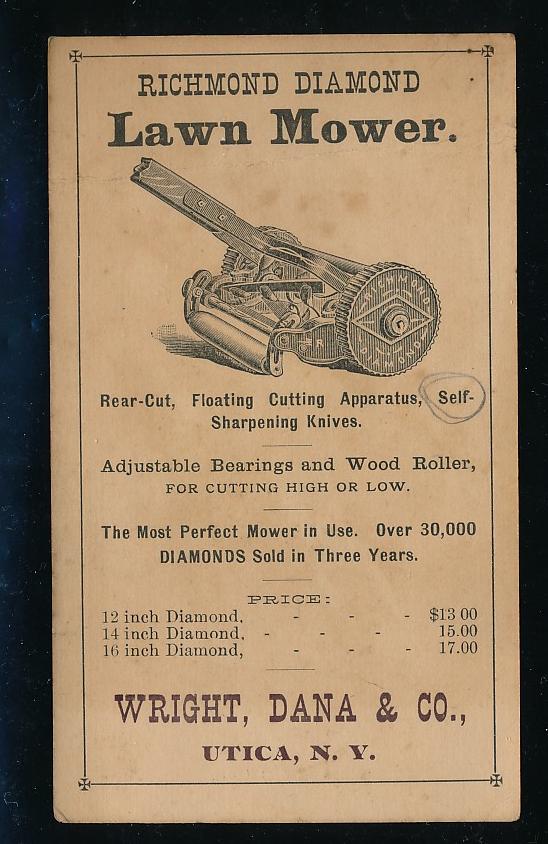 RICHMOND DIAMOND
Lawn Mower.
RICHMOND
DIAMOND
Rear-Cut, Floating Cutting Apparatus, Self-
Sharpening Knives.
Adjustable Bearings and Wood Roller,
FOR CUTTING HIGH OR LOW.
The Most Perfect Mower in Use. Over 30,000
DIAMONDS Sold in Three Years.
PRICE:
12 inch Diamond, - - - $13 00
14 inch Diamond, - - - 15.00
16 inch Diamond, - - - 17.00
WRIGHT, DANA & CO.,
UTICA, N. Y.